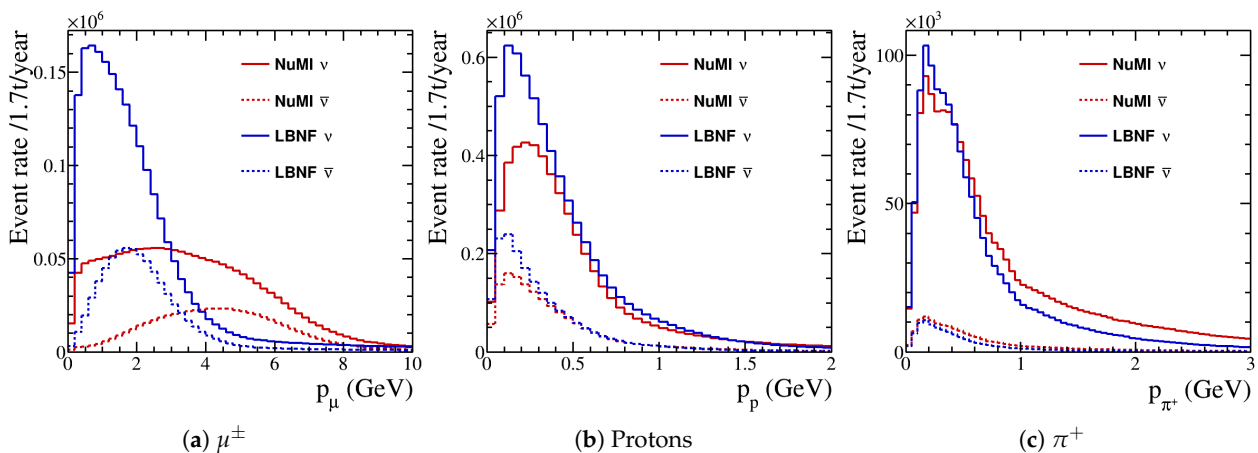 ×10⁶
Event rate /1.7t/year
0.15
0.1
0.05
0
NuMI ν
NuMI ν̅
LBNF ν
LBNF ν̅
0 2 4 6 8 10
p_μ (GeV)
(a) μ±
×10⁶
Event rate /1.7t/year
0.6
0.4
0.2
0
NuMI ν
NuMI ν̅
LBNF ν
LBNF ν̅
0 0.5 1 1.5 2
p_p (GeV)
(b) Protons
×10³
Event rate /1.7t/year
100
50
0
NuMI ν
NuMI ν̅
LBNF ν
LBNF ν̅
0 1 2 3
p_π⁺ (GeV)
(c) π⁺